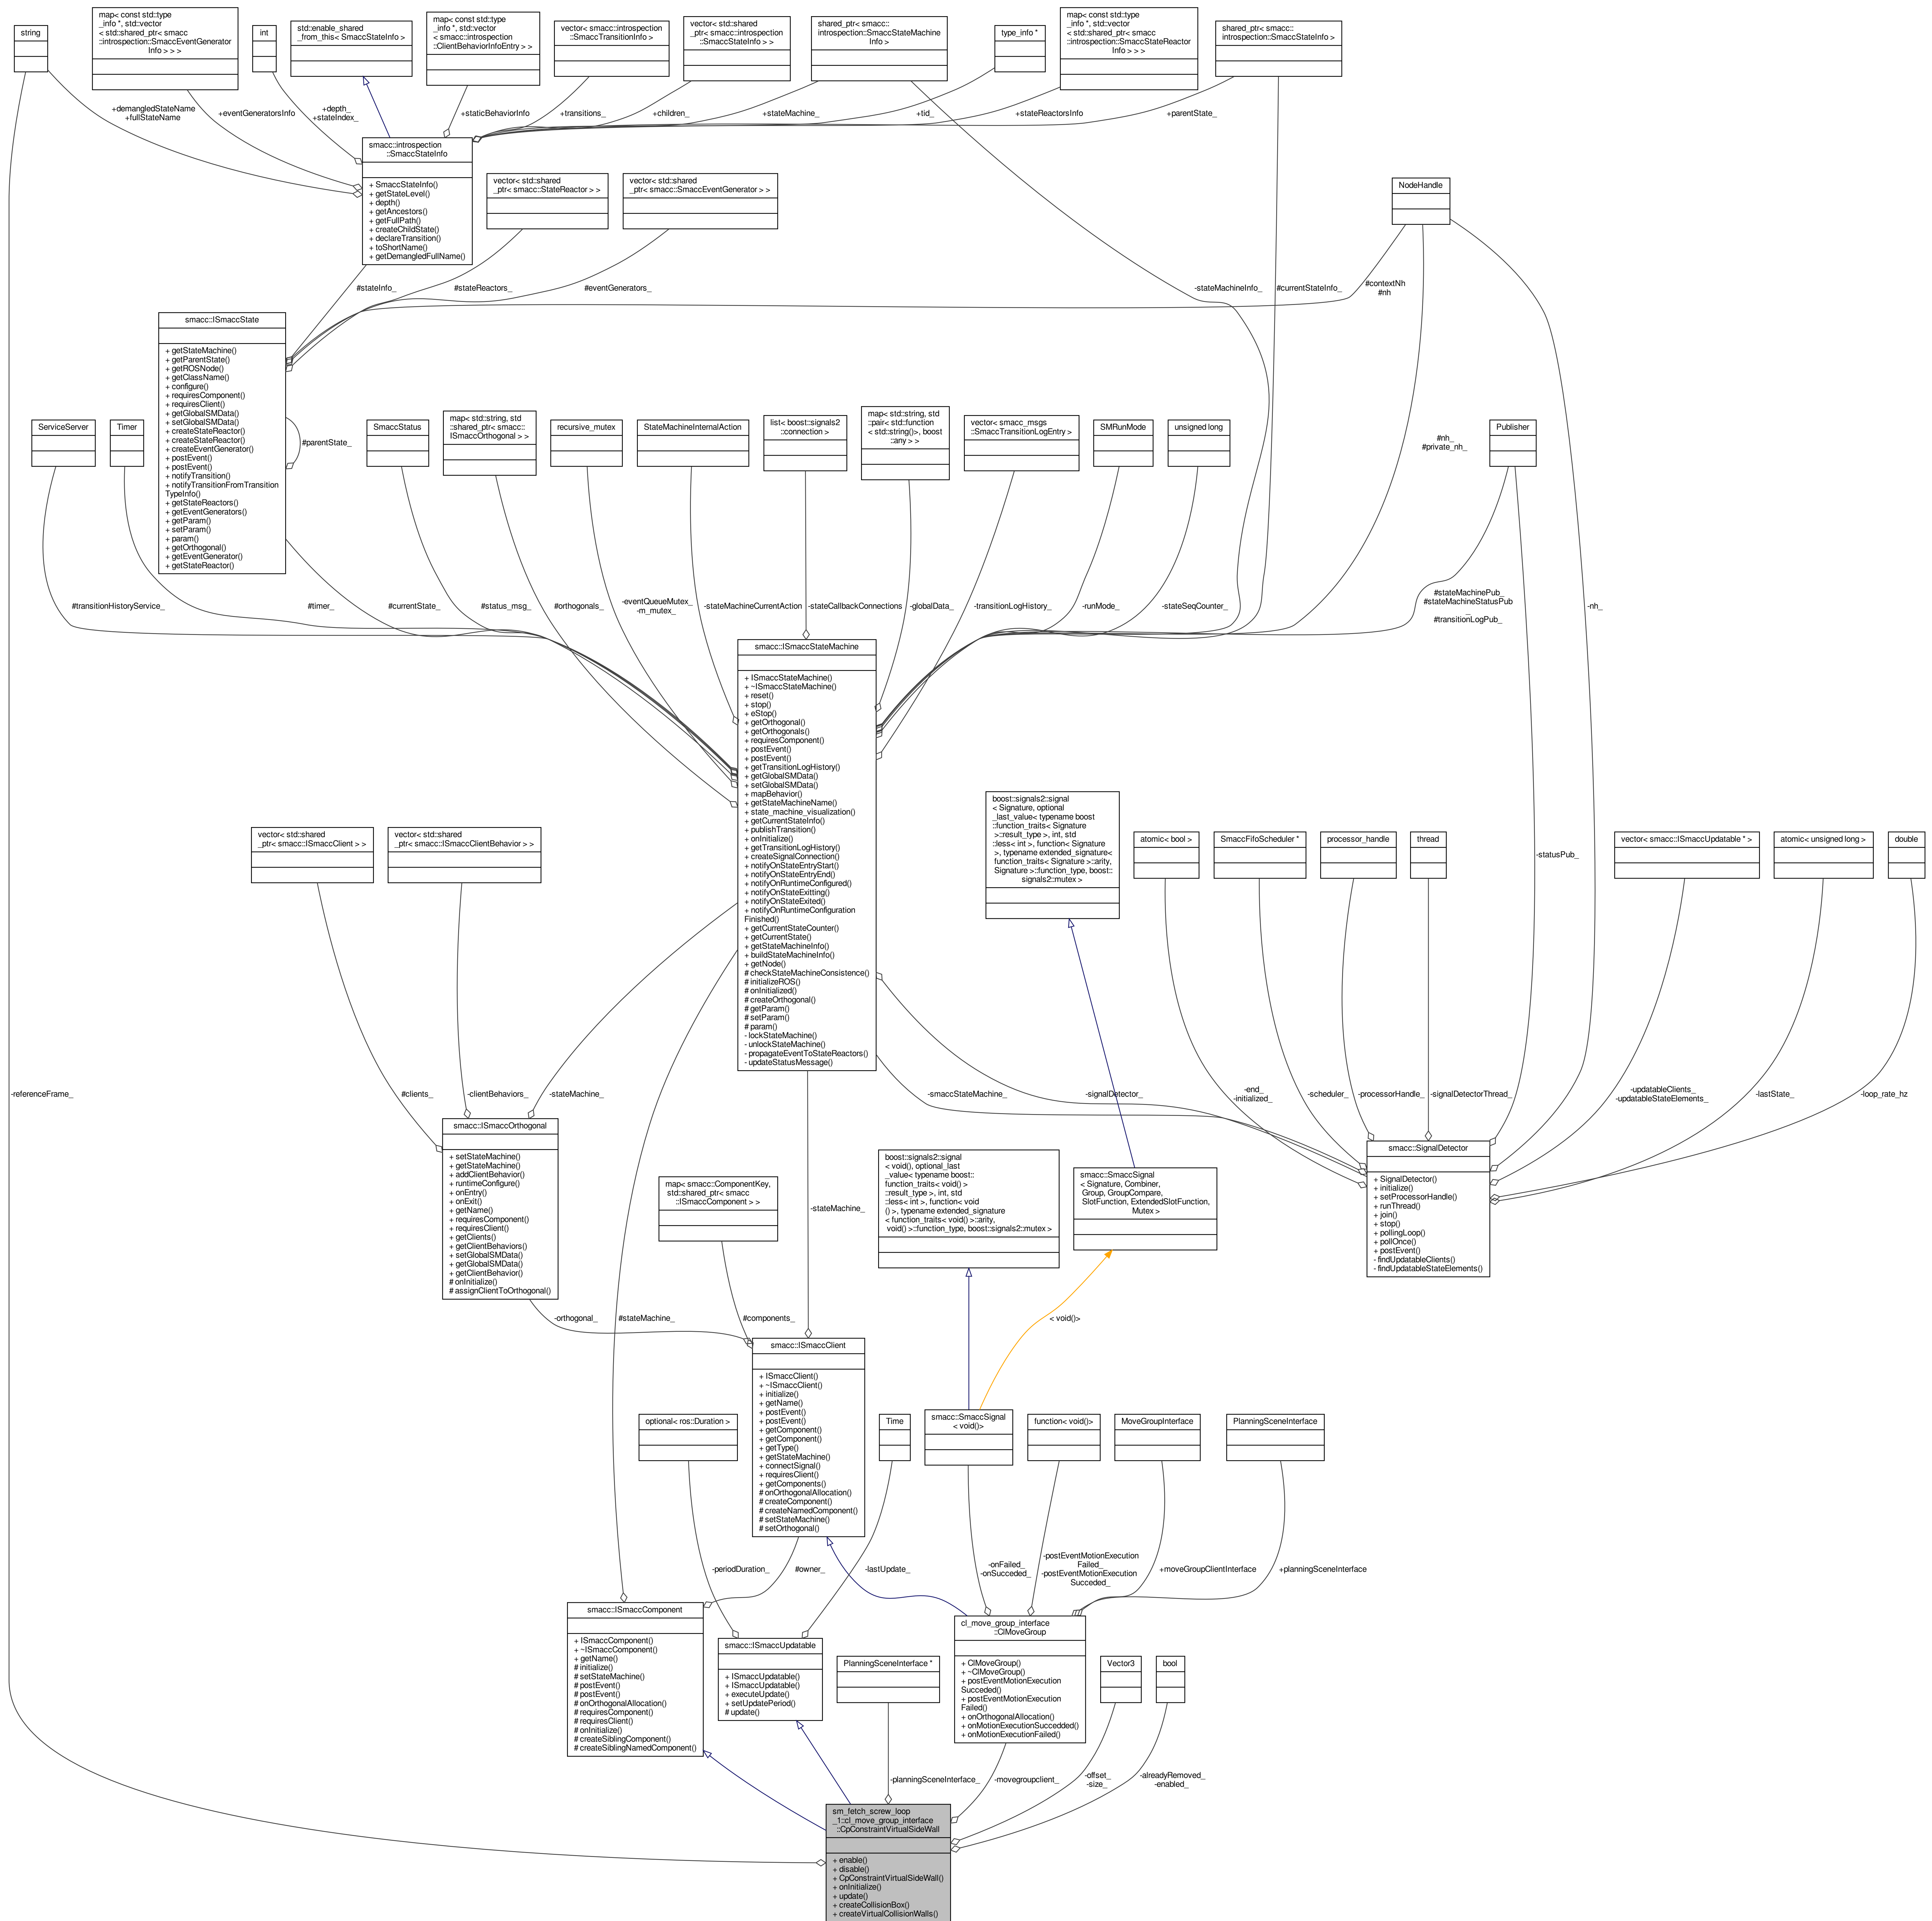 string
map< const std::type
_info *, std::vector
< std::shared_ptr< smacc
::introspection::SmaccEventGenerator
Info > > >
int
std::enable_shared
_from_this< SmaccStateInfo >
map< const std::type
_info *, std::vector
< smacc::introspection
::ClientBehaviorInfoEntry > >
vector< smacc::introspection
::SmaccTransitionInfo >
vector< std::shared
_ptr< smacc::introspection
::SmaccStateInfo > >
shared_ptr< smacc::
introspection::SmaccStateMachine
Info >
type_info *
map< const std::type
_info *, std::vector
< std::shared_ptr< smacc
::introspection::SmaccStateReactor
Info > > >
shared_ptr< smacc::
introspection::SmaccStateInfo >
+demangledStateName
+fullStateName
+eventGeneratorsInfo
+depth_
+stateIndex_
+staticBehaviorInfo
+transitions_
+children_
+stateMachine_
+tid_
+stateReactorsInfo
+parentState_
smacc::introspection
::SmaccStateInfo
+ SmaccStateInfo()
+ getStateLevel()
+ depth()
+ getAncestors()
+ getFullPath()
+ createChildState()
+ declareTransition()
+ toShortName()
+ getDemangledFullName()
vector< std::shared
_ptr< smacc::StateReactor > >
vector< std::shared
_ptr< smacc::SmaccEventGenerator > >
NodeHandle
#stateInfo_
#stateReactors_
#eventGenerators_
-stateMachineInfo_
#currentStateInfo_
#contextNh
#nh
smacc::ISmaccState
+ getStateMachine()
+ getParentState()
+ getROSNode()
+ getClassName()
+ configure()
+ requiresComponent()
+ requiresClient()
+ getGlobalSMData()
+ setGlobalSMData()
+ createStateReactor()
+ createStateReactor()
+ createEventGenerator()
+ postEvent()
+ postEvent()
+ notifyTransition()
+ notifyTransitionFromTransition
TypeInfo()
+ getStateReactors()
+ getEventGenerators()
+ getParam()
+ setParam()
+ param()
+ getOrthogonal()
+ getEventGenerator()
+ getStateReactor()
#parentState_
ServiceServer
Timer
SmaccStatus
map< std::string, std
::shared_ptr< smacc::
ISmaccOrthogonal > >
recursive_mutex
StateMachineInternalAction
list< boost::signals2
::connection >
map< std::string, std
::pair< std::function
< std::string()>, boost
::any > >
vector< smacc_msgs
::SmaccTransitionLogEntry >
SMRunMode
unsigned long
Publisher
#nh_
#private_nh_
#transitionHistoryService_
#timer_
#currentState_
#status_msg_
#orthogonals_
-eventQueueMutex_
-m_mutex_
-stateMachineCurrentAction
-stateCallbackConnections
-globalData_
-transitionLogHistory_
-runMode_
-stateSeqCounter_
#stateMachinePub_
#stateMachineStatusPub
_
#transitionLogPub_
-nh_
smacc::ISmaccStateMachine
+ ISmaccStateMachine()
+ ~ISmaccStateMachine()
+ reset()
+ stop()
+ eStop()
+ getOrthogonal()
+ getOrthogonals()
+ requiresComponent()
+ postEvent()
+ postEvent()
+ getTransitionLogHistory()
+ getGlobalSMData()
+ setGlobalSMData()
+ mapBehavior()
+ getStateMachineName()
+ state_machine_visualization()
+ getCurrentStateInfo()
+ publishTransition()
+ onInitialize()
+ getTransitionLogHistory()
+ createSignalConnection()
+ notifyOnStateEntryStart()
+ notifyOnStateEntryEnd()
+ notifyOnRuntimeConfigured()
+ notifyOnStateExitting()
+ notifyOnStateExited()
+ notifyOnRuntimeConfiguration
Finished()
+ getCurrentStateCounter()
+ getCurrentState()
+ getStateMachineInfo()
+ buildStateMachineInfo()
+ getNode()
# checkStateMachineConsistence()
# initializeROS()
# onInitialized()
# createOrthogonal()
# getParam()
# setParam()
# param()
- lockStateMachine()
- unlockStateMachine()
- propagateEventToStateReactors()
- updateStatusMessage()
vector< std::shared
_ptr< smacc::ISmaccClient > >
vector< std::shared
_ptr< smacc::ISmaccClientBehavior > >
boost::signals2::signal
< Signature, optional
_last_value< typename boost
::function_traits< Signature
>::result_type >, int, std
::less< int >, function< Signature
>, typename extended_signature<
function_traits< Signature >::arity,
Signature >::function_type, boost::
signals2::mutex >
atomic< bool >
SmaccFifoScheduler *
processor_handle
thread
-statusPub_
vector< smacc::ISmaccUpdatable * >
atomic< unsigned long >
double
-referenceFrame_
#clients_
-clientBehaviors_
-stateMachine_
-smaccStateMachine_
-signalDetector_
-end_
-initialized_
-scheduler_
-processorHandle_
-signalDetectorThread_
-updatableClients_
-updatableStateElements_
-lastState_
-loop_rate_hz
smacc::ISmaccOrthogonal
+ setStateMachine()
+ getStateMachine()
+ addClientBehavior()
+ runtimeConfigure()
+ onEntry()
+ onExit()
+ getName()
+ requiresComponent()
+ requiresClient()
+ getClients()
+ getClientBehaviors()
+ setGlobalSMData()
+ getGlobalSMData()
+ getClientBehavior()
# onInitialize()
# assignClientToOrthogonal()
map< smacc::ComponentKey,
std::shared_ptr< smacc
::ISmaccComponent > >
-stateMachine_
boost::signals2::signal
< void(), optional_last
_value< typename boost::
function_traits< void() >
::result_type >, int, std
::less< int >, function< void
() >, typename extended_signature
< function_traits< void() >::arity,
void() >::function_type, boost::signals2::mutex >
smacc::SmaccSignal
< Signature, Combiner,
Group, GroupCompare,
SlotFunction, ExtendedSlotFunction,
Mutex >
smacc::SignalDetector
+ SignalDetector()
+ initialize()
+ setProcessorHandle()
+ runThread()
+ join()
+ stop()
+ pollingLoop()
+ pollOnce()
+ postEvent()
- findUpdatableClients()
- findUpdatableStateElements()
-orthogonal_
#stateMachine_
#components_
< void()>
smacc::ISmaccClient
+ ISmaccClient()
+ ~ISmaccClient()
+ initialize()
+ getName()
+ postEvent()
+ postEvent()
+ getComponent()
+ getComponent()
+ getType()
+ getStateMachine()
+ connectSignal()
+ requiresClient()
+ getComponents()
# onOrthogonalAllocation()
# createComponent()
# createNamedComponent()
# setStateMachine()
# setOrthogonal()
optional< ros::Duration >
Time
smacc::SmaccSignal
< void()>
function< void()>
MoveGroupInterface
PlanningSceneInterface
-periodDuration_
#owner_
-lastUpdate_
-onFailed_
-onSucceded_
-postEventMotionExecution
Failed_
-postEventMotionExecution
Succeded_
+moveGroupClientInterface
+planningSceneInterface
smacc::ISmaccComponent
+ ISmaccComponent()
+ ~ISmaccComponent()
+ getName()
# initialize()
# setStateMachine()
# postEvent()
# postEvent()
# onOrthogonalAllocation()
# requiresComponent()
# requiresClient()
# onInitialize()
# createSiblingComponent()
# createSiblingNamedComponent()
smacc::ISmaccUpdatable
+ ISmaccUpdatable()
+ ISmaccUpdatable()
+ executeUpdate()
+ setUpdatePeriod()
# update()
PlanningSceneInterface *
cl_move_group_interface
::ClMoveGroup
+ ClMoveGroup()
+ ~ClMoveGroup()
+ postEventMotionExecution
Succeded()
+ postEventMotionExecution
Failed()
+ onOrthogonalAllocation()
+ onMotionExecutionSuccedded()
+ onMotionExecutionFailed()
Vector3
bool
-planningSceneInterface_
-movegroupclient_
-offset_
-size_
-alreadyRemoved_
-enabled_
sm_fetch_screw_loop
_1::cl_move_group_interface
::CpConstraintVirtualSideWall
+ enable()
+ disable()
+ CpConstraintVirtualSideWall()
+ onInitialize()
+ update()
+ createCollisionBox()
+ createVirtualCollisionWalls()